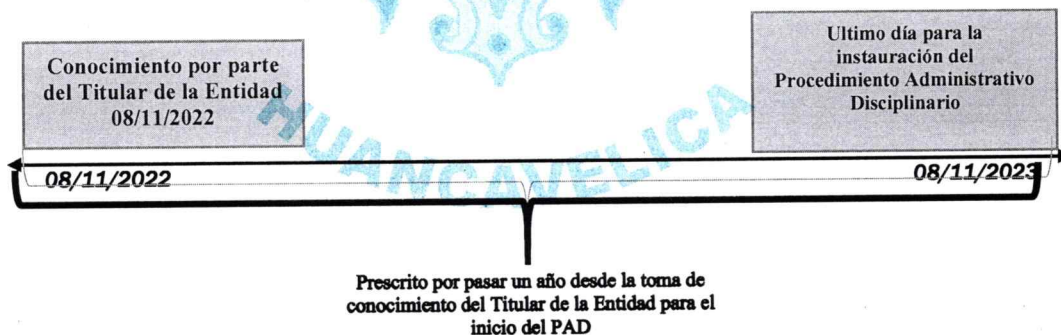 Conocimiento por parte
del Titular de la Entidad
08/11/2022
Ultimo día para la
instauración del
Procedimiento Administrativo
Disciplinario
HUANCAVELICA
08/11/2022
08/11/2023
Prescrito por pasar un año desde la toma de
conocimiento del Titular de la Entidad para el
inicio del PAD